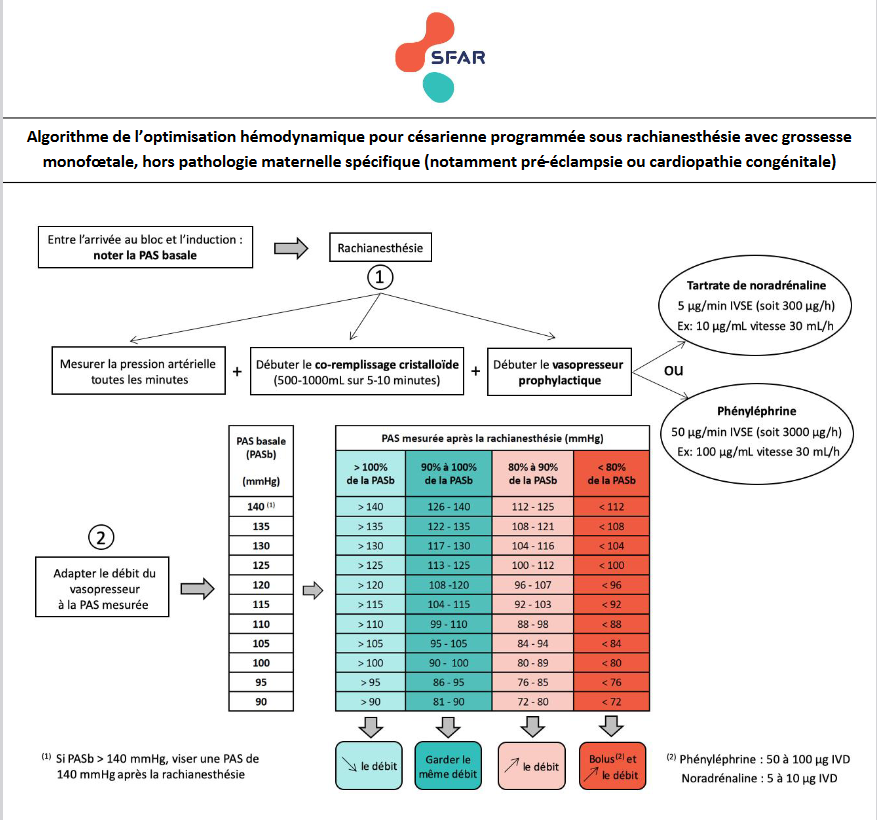 SFAR
Algorithme de l'optimisation hémodynamique pour césarienne programmée sous rachianesthésie avec grossesse
monofœtale, hors pathologie maternelle spécifique (notamment pré-éclampsie ou cardiopathie congénitale)
Entre l'arrivée au bloc et l'induction :
noter la PAS basale
Rachianesthésie
1
Mesurer la pression artérielle
toutes les minutes
+
Débuter le co-remplissage cristalloïde
(500-1000mL sur 5-10 minutes)
+
Débuter le vasopresseur
prophylactique
Tartrate de noradrénaline
5 µg/min IVSE (soit 300 µg/h)
Ex: 10 µg/mL vitesse 30 mL/h
ou
Phényléphrine
50 µg/min IVSE (soit 3000 µg/h)
Ex: 100 µg/mL vitesse 30 mL/h
2
Adapter le débit du
vasopresseur
à la PAS mesurée
PAS basale
(PASb)
(mmHg)
PAS mesurée après la rachianesthésie (mmHg)
> 100% 90% à 100% 80% à 90% < 80%
de la PASb de la PASb de la PASb de la PASb
140 (1) > 140 126 - 140 112 - 125 < 112
135 > 135 122 - 135 108 - 121 < 108
130 > 130 117 - 130 104 - 116 < 104
125 > 125 113 - 125 100 - 112 < 100
120 > 120 108 -120 96 - 107 < 96
115 > 115 104 - 115 92 - 103 < 92
110 > 110 99 - 110 88 - 98 < 88
105 > 105 95 - 105 84 - 94 < 84
100 > 100 90 - 100 80 - 89 < 80
95 > 95 86 - 95 76 - 85 < 76
90 > 90 81 - 90 72 - 80 < 72
(1) Si PASb > 140 mmHg, viser une PAS de
140 mmHg après la rachianesthésie
le débit
Garder le
même débit
le débit
Bolus(2) et
le débit
(2) Phényléphrine : 50 à 100 µg IVD
Noradrénaline : 5 à 10 µg IVD